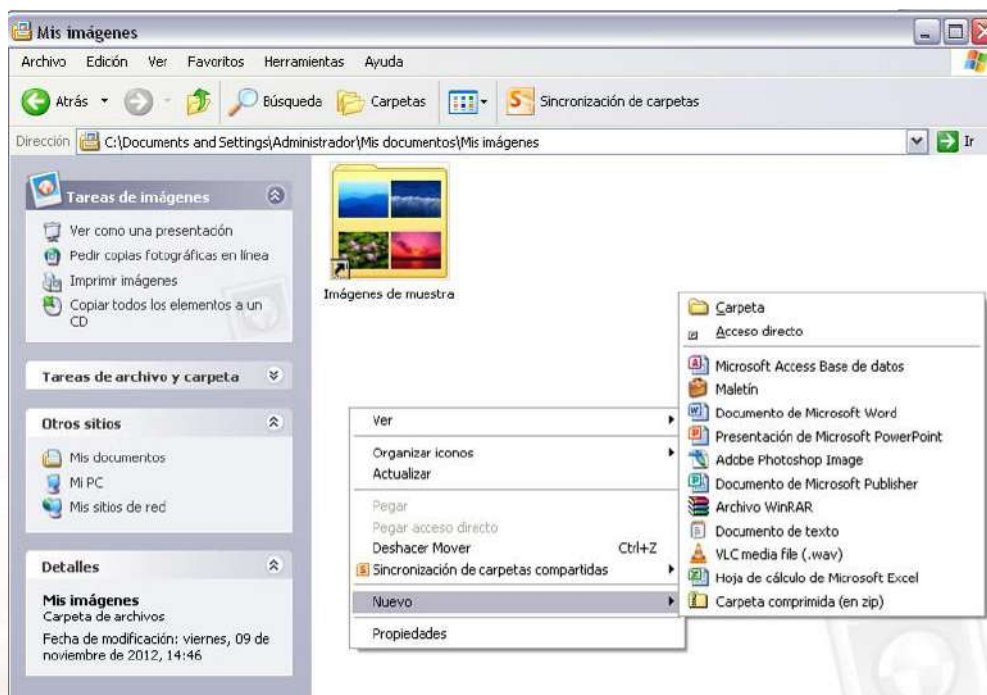 Mis imágenes
Archivo Edición Ver Favoritos Herramientas Ayuda
Atrás Búsqueda Carpetas Sincronización de carpetas
Dirección C:\Documents and Settings\Administrador\Mis documentos\Mis imágenes Ir
Tareas de imágenes
Ver como una presentación
Pedir copias fotográficas en línea
Imprimir imágenes
Copiar todos los elementos a un
CD
Tareas de archivo y carpeta
Otros sitios
Mis documentos
Mi PC
Mis sitios de red
Detalles
Mis imágenes
Carpeta de archivos
Fecha de modificación: viernes, 09 de
noviembre de 2012, 14:46
Imágenes de muestra
Ver
Organizar iconos
Actualizar
Pegar
Pegar acceso directo
Deshacer Mover Ctrl+Z
Sincronización de carpetas compartidas
Nuevo
Propiedades
Carpeta
Acceso directo
Microsoft Access Base de datos
Maletín
Documento de Microsoft Word
Presentación de Microsoft PowerPoint
Adobe Photoshop Image
Documento de Microsoft Publisher
Archivo WinRAR
Documento de texto
VLC media file (.wav)
Hoja de cálculo de Microsoft Excel
Carpeta comprimida (en zip)